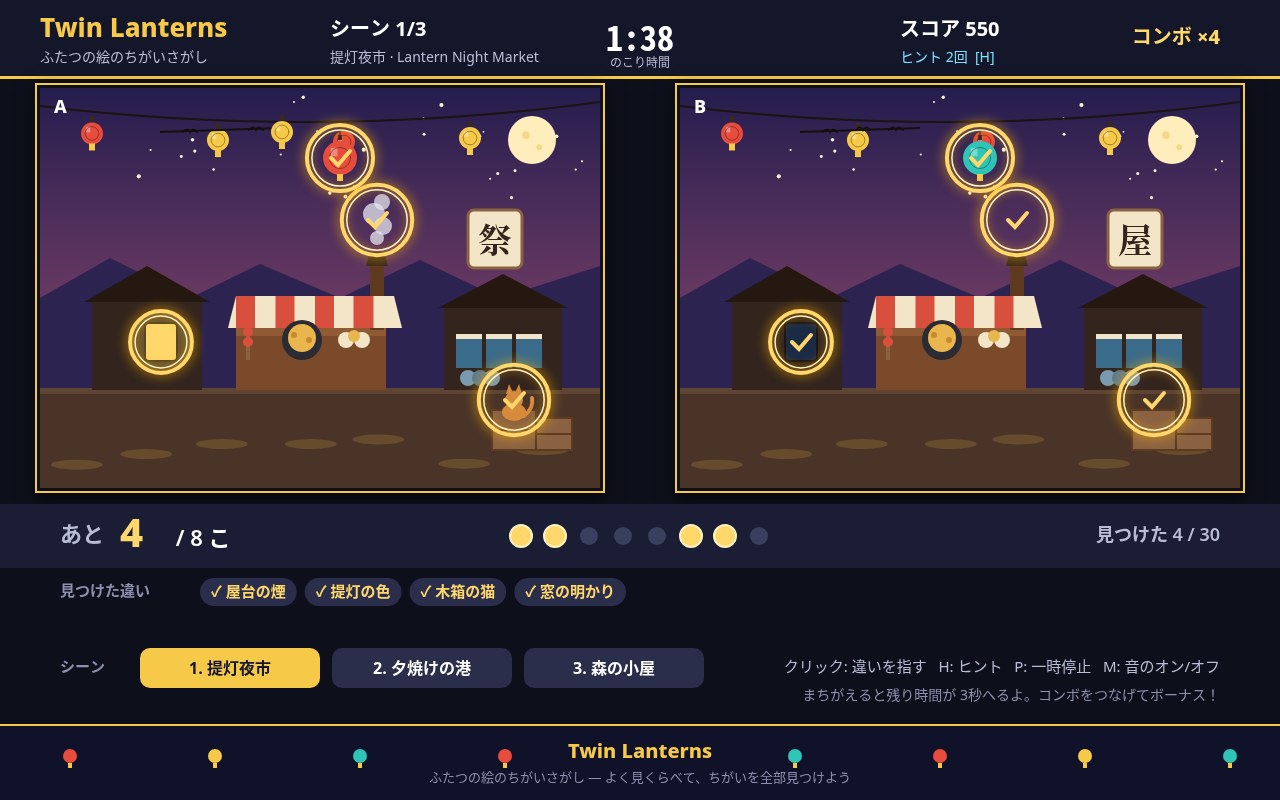 Twin Lanterns
ふたつの絵のちがいさがし
シーン 1/3
提灯夜市 · Lantern Night Market
1:38
のこり時間
スコア 550
ヒント 2回 [H]
コンボ ×4
A
祭
B
屋
あと 4 / 8 こ
見つけた 4 / 30
見つけた違い
✓ 屋台の煙
✓ 提灯の色
✓ 木箱の猫
✓ 窓の明かり
シーン
1. 提灯夜市
2. 夕焼けの港
3. 森の小屋
クリック: 違いを指す H: ヒント P: 一時停止 M: 音のオン/オフ
まちがえると残り時間が 3秒へるよ。コンボをつなげてボーナス！
Twin Lanterns
ふたつの絵のちがいさがし — よく見くらべて、ちがいを全部見つけよう